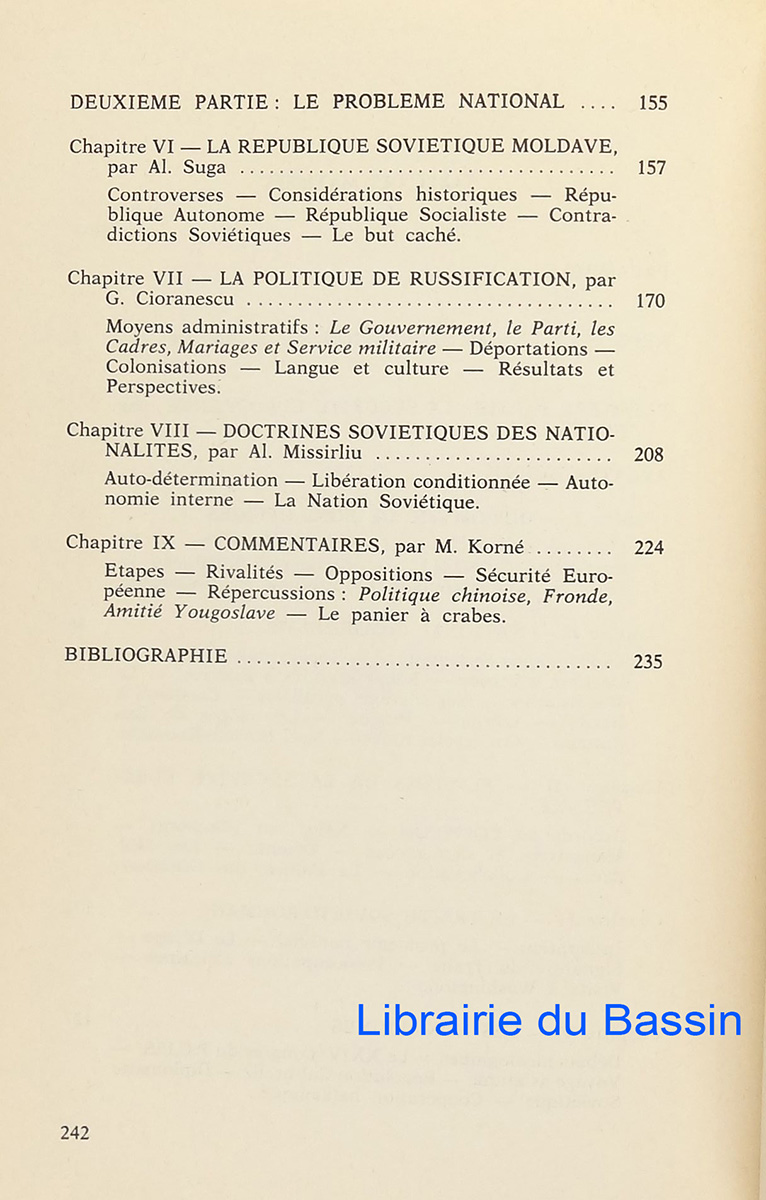 DEUXIEME PARTIE : LE PROBLEME NATIONAL .... 155
Chapitre VI — LA REPUBLIQUE SOVIETIQUE MOLDAVE,
par Al. Suga ...................................... 157
Controverses — Considérations historiques — Répu-
blique Autonome — République Socialiste — Contra-
dictions Soviétiques — Le but caché.
Chapitre VII — LA POLITIQUE DE RUSSIFICATION, par
G. Cioranescu ..................................... 170
Moyens administratifs : Le Gouvernement, le Parti, les
Cadres, Mariages et Service militaire — Déportations —
Colonisations — Langue et culture — Résultats et
Perspectives.
Chapitre VIII — DOCTRINES SOVIETIQUES DES NATIO-
NALITES, par Al. Missirliu ........................ 208
Auto-détermination — Libération conditionnée — Auto-
nomie interne — La Nation Soviétique.
Chapitre IX — COMMENTAIRES, par M. Korné ........ 224
Etapes — Rivalités — Oppositions — Sécurité Euro-
péenne — Répercussions : Politique chinoise, Fronde,
Amitié Yougoslave — Le panier à crabes.
BIBLIOGRAPHIE ...................................... 235
Librairie du Bassin
242